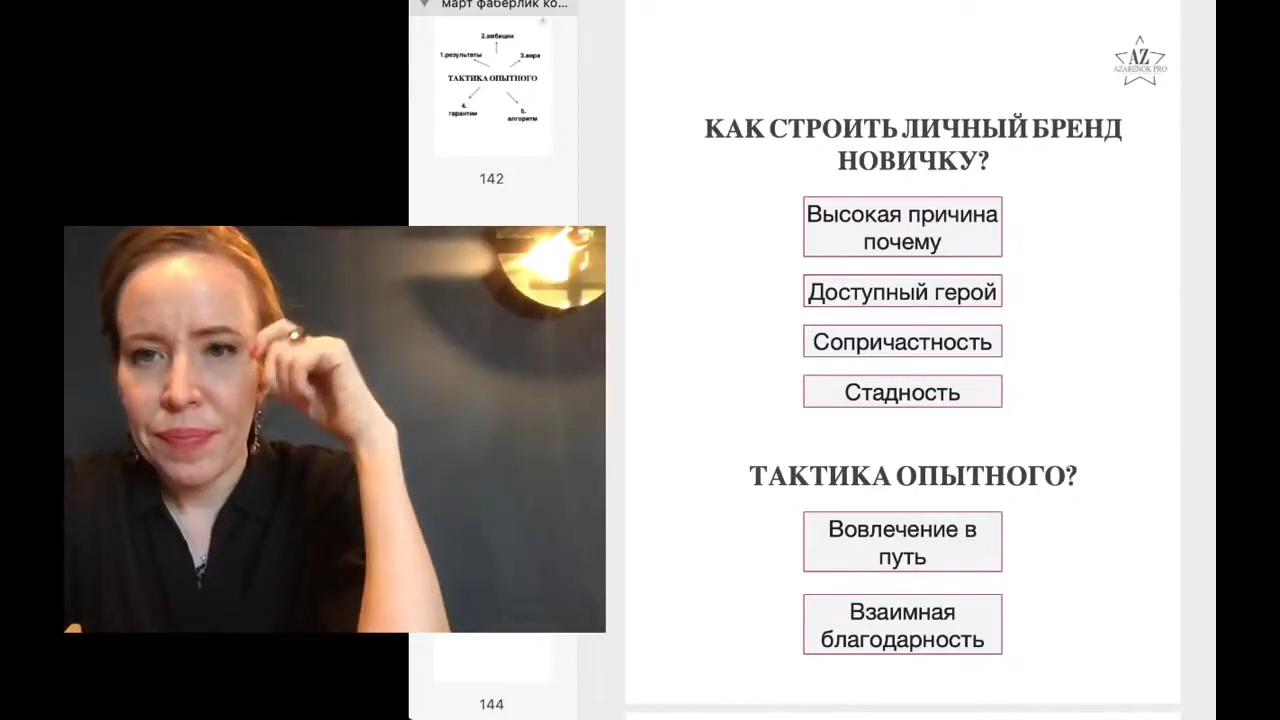 март фаберлик ко...
2.амбиции
1.результаты
3.вера
ТАКТИКА ОПЫТНОГО
4.
гарантии
5.
алгоритм
142
144
AZ
AZARENOK PRO
КАК СТРОИТЬ ЛИЧНЫЙ БРЕНД
НОВИЧКУ?
Высокая причина
почему
Доступный герой
Сопричастность
Стадность
ТАКТИКА ОПЫТНОГО?
Вовлечение в
путь
Взаимная
благодарность